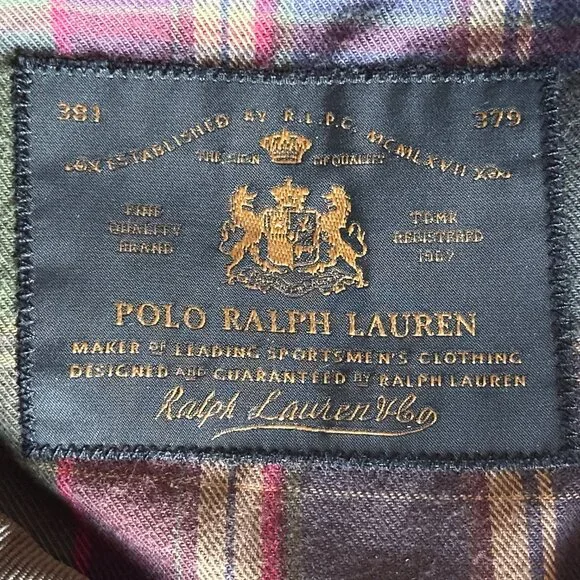 381
379
ESTABLISHED BY R.L.P.C. MCMLXVII
THE SIGN OF QUALITY
FINE
QUALITY
BRAND
TDMK
REGISTERED
1967
POLO RALPH LAUREN
MAKER OF LEADING SPORTSMEN'S CLOTHING
DESIGNED AND GUARANTEED BY RALPH LAUREN
Ralph Lauren & Co